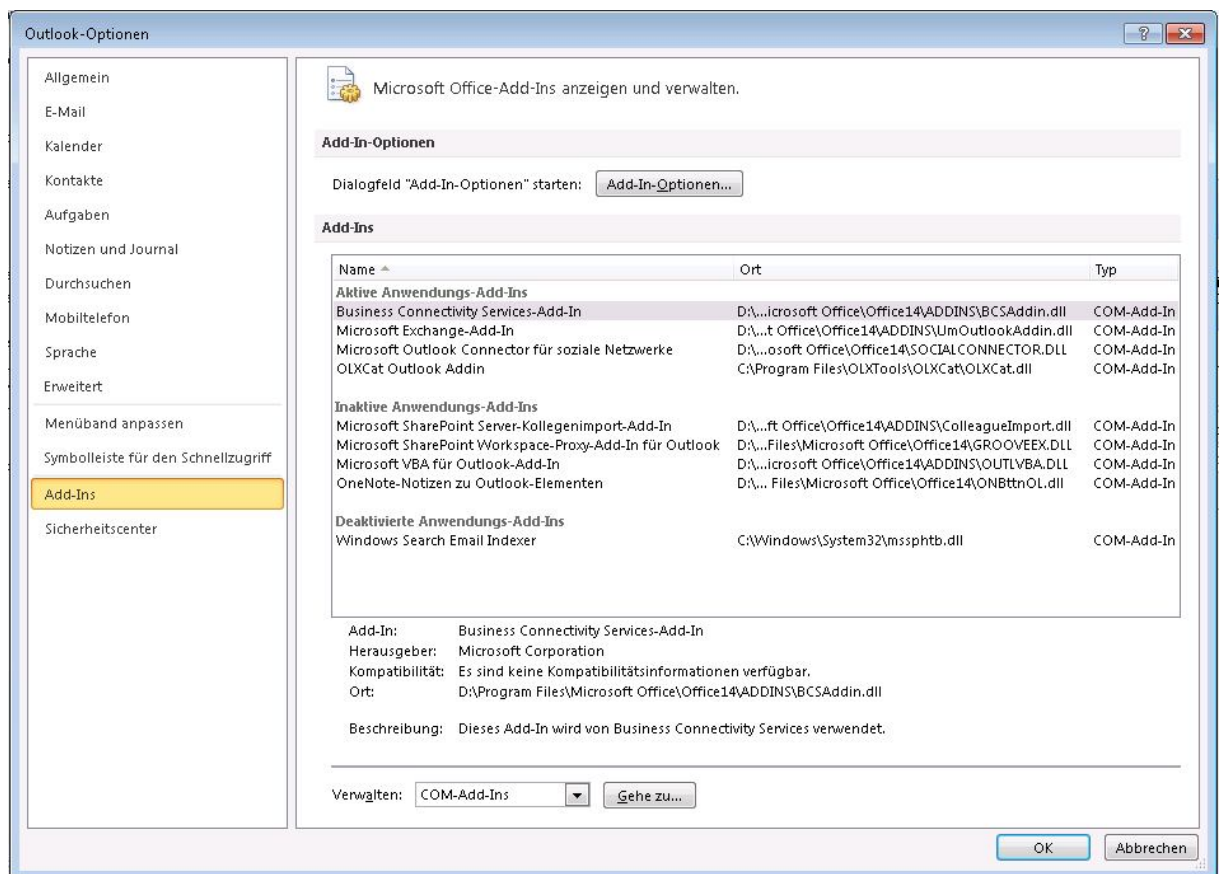 Outlook-Optionen
Allgemein
E-Mail
Kalender
Kontakte
Aufgaben
Notizen und Journal
Durchsuchen
Mobiltelefon
Sprache
Erweitert
Menüband anpassen
Symbolleiste für den Schnellzugriff
Add-Ins
Sicherheitscenter
Microsoft Office-Add-Ins anzeigen und verwalten.
Add-In-Optionen
Dialogfeld "Add-In-Optionen" starten: Add-In-Optionen...
Add-Ins
Name Ort Typ
Aktive Anwendungs-Add-Ins
Business Connectivity Services-Add-In D:\...icrosoft Office\Office14\ADDINS\BCSAddin.dll COM-Add-In
Microsoft Exchange-Add-In D:\...t Office\Office14\ADDINS\UmOutlookAddin.dll COM-Add-In
Microsoft Outlook Connector für soziale Netzwerke D:\...osoft Office\Office14\SOCIALCONNECTOR.DLL COM-Add-In
OLXCat Outlook Addin C:\Program Files\OLXTools\OLXCat\OLXCat.dll COM-Add-In
Inaktive Anwendungs-Add-Ins
Microsoft SharePoint Server-Kollegenimport-Add-In D:\...ft Office\Office14\ADDINS\ColleagueImport.dll COM-Add-In
Microsoft SharePoint Workspace-Proxy-Add-In für Outlook D:\...Files\Microsoft Office\Office14\GROOVEEX.DLL COM-Add-In
Microsoft VBA für Outlook-Add-In D:\...icrosoft Office\Office14\ADDINS\OUTLVBA.DLL COM-Add-In
OneNote-Notizen zu Outlook-Elementen D:\... Files\Microsoft Office\Office14\ONBttnOL.dll COM-Add-In
Deaktivierte Anwendungs-Add-Ins
Windows Search Email Indexer C:\Windows\System32\mssphtb.dll COM-Add-In
Add-In: Business Connectivity Services-Add-In
Herausgeber: Microsoft Corporation
Kompatibilität: Es sind keine Kompatibilitätsinformationen verfügbar.
Ort: D:\Program Files\Microsoft Office\Office14\ADDINS\BCSAddin.dll
Beschreibung: Dieses Add-In wird von Business Connectivity Services verwendet.
Verwalten: COM-Add-Ins Gehe zu...
OK Abbrechen